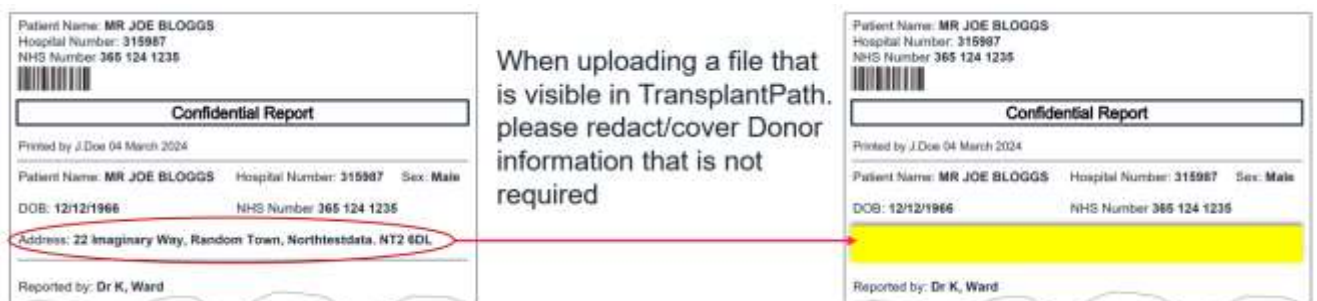 Patient Name: MR JOE BLOGGS
Hospital Number: 315987
NHS Number 365 124 1235
Confidential Report
Printed by J.Doe 04 March 2024
Patient Name: MR JOE BLOGGS Hospital Number: 315987 Sex: Male
DOB: 12/12/1966 NHS Number 365 124 1235
Address: 22 Imaginary Way, Random Town, Northtestdata. NT2 6DL
Reported by: Dr K, Ward
When uploading a file that
is visible in TransplantPath.
please redact/cover Donor
information that is not
required
Patient Name: MR JOE BLOGGS
Hospital Number: 315987
NHS Number 365 124 1235
Confidential Report
Printed by J.Doe 04 March 2024
Patient Name: MR JOE BLOGGS Hospital Number: 315987 Sex: Male
DOB: 12/12/1966 NHS Number 365 124 1235
Reported by: Dr K, Ward